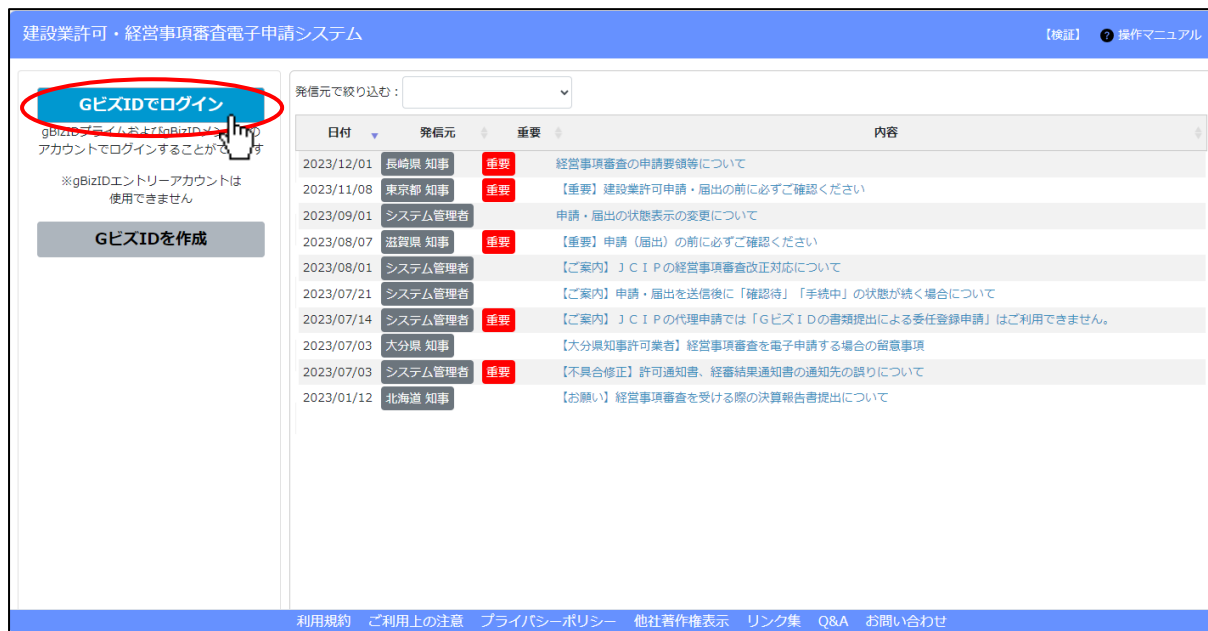 建設業許可・経営事項審査電子申請システム
【検証】 ? 操作マニュアル
GビズIDでログイン
gBizIDプライムおよびgBizIDメン の
アカウントでログインすることがで す
※gBizIDエントリーアカウントは
使用できません
GビズIDを作成
発信元で絞り込む：
日付 発信元 重要 内容
2023/12/01 長崎県 知事 重要 経営事項審査の申請要領等について
2023/11/08 東京都 知事 重要 【重要】建設業許可申請・届出の前に必ずご確認ください
2023/09/01 システム管理者 申請・届出の状態表示の変更について
2023/08/07 滋賀県 知事 重要 【重要】申請（届出）の前に必ずご確認ください
2023/08/01 システム管理者 【ご案内】ＪＣＩＰの経営事項審査改正対応について
2023/07/21 システム管理者 【ご案内】申請・届出を送信後に「確認待」「手続中」の状態が続く場合について
2023/07/14 システム管理者 重要 【ご案内】ＪＣＩＰの代理申請では「ＧビズＩＤの書類提出による委任登録申請」はご利用できません。
2023/07/03 大分県 知事 【大分県知事許可業者】経営事項審査を電子申請する場合の留意事項
2023/07/03 システム管理者 重要 【不具合修正】許可通知書、経審結果通知書の通知先の誤りについて
2023/01/12 北海道 知事 【お願い】経営事項審査を受ける際の決算報告書提出について
利用規約 ご利用上の注意 プライバシーポリシー 他社著作権表示 リンク集 Q&A お問い合わせ